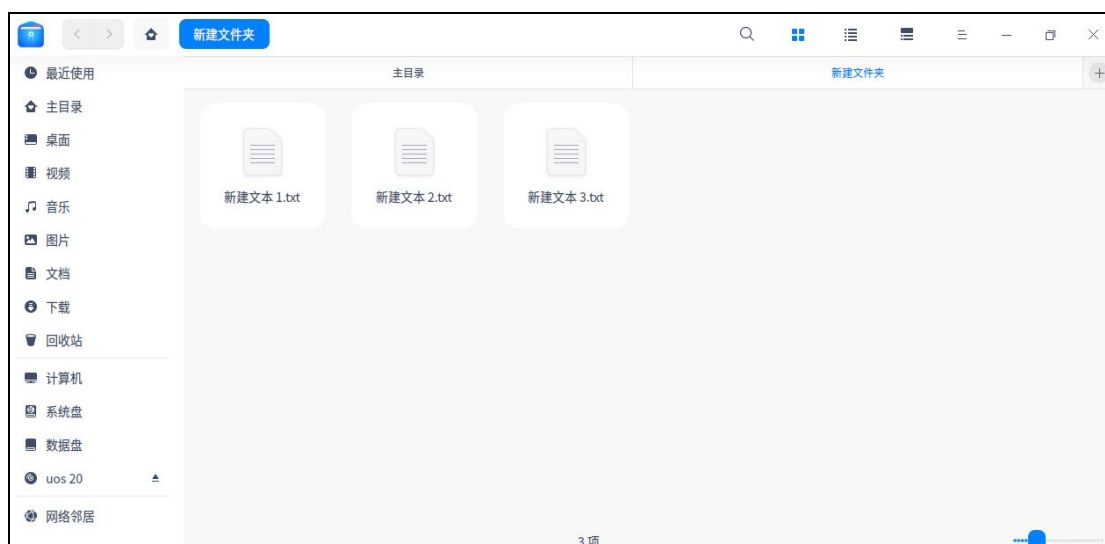 新建文件夹
最近使用
主目录
桌面
视频
音乐
图片
文档
下载
回收站
计算机
系统盘
数据盘
uos 20
网络邻居
主目录
新建文件夹
新建文本 1.txt
新建文本 2.txt
新建文本 3.txt
3 项